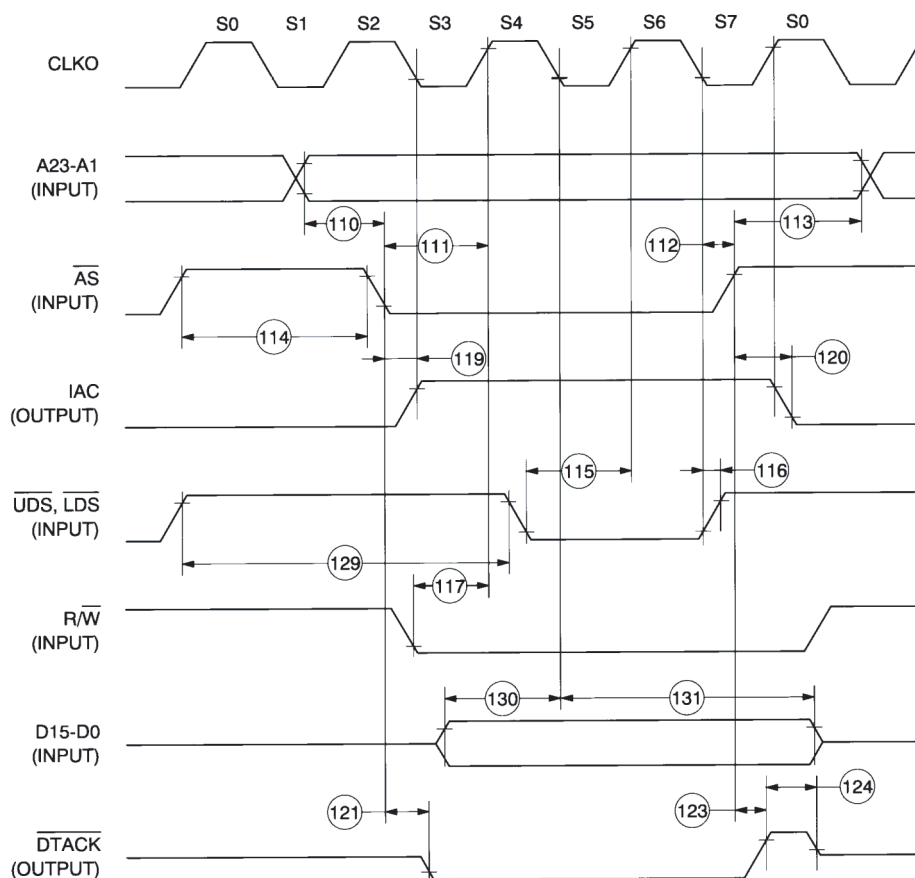 S0 S1 S2 S3 S4 S5 S6 S7 S0
CLKO
A23-A1
(INPUT)
110
111
112
113
AS
(INPUT)
114
119
120
IAC
(OUTPUT)
115
116
UDS, LDS
(INPUT)
129
117
R/W
(INPUT)
130
131
D15-D0
(INPUT)
121
123
124
DTACK
(OUTPUT)